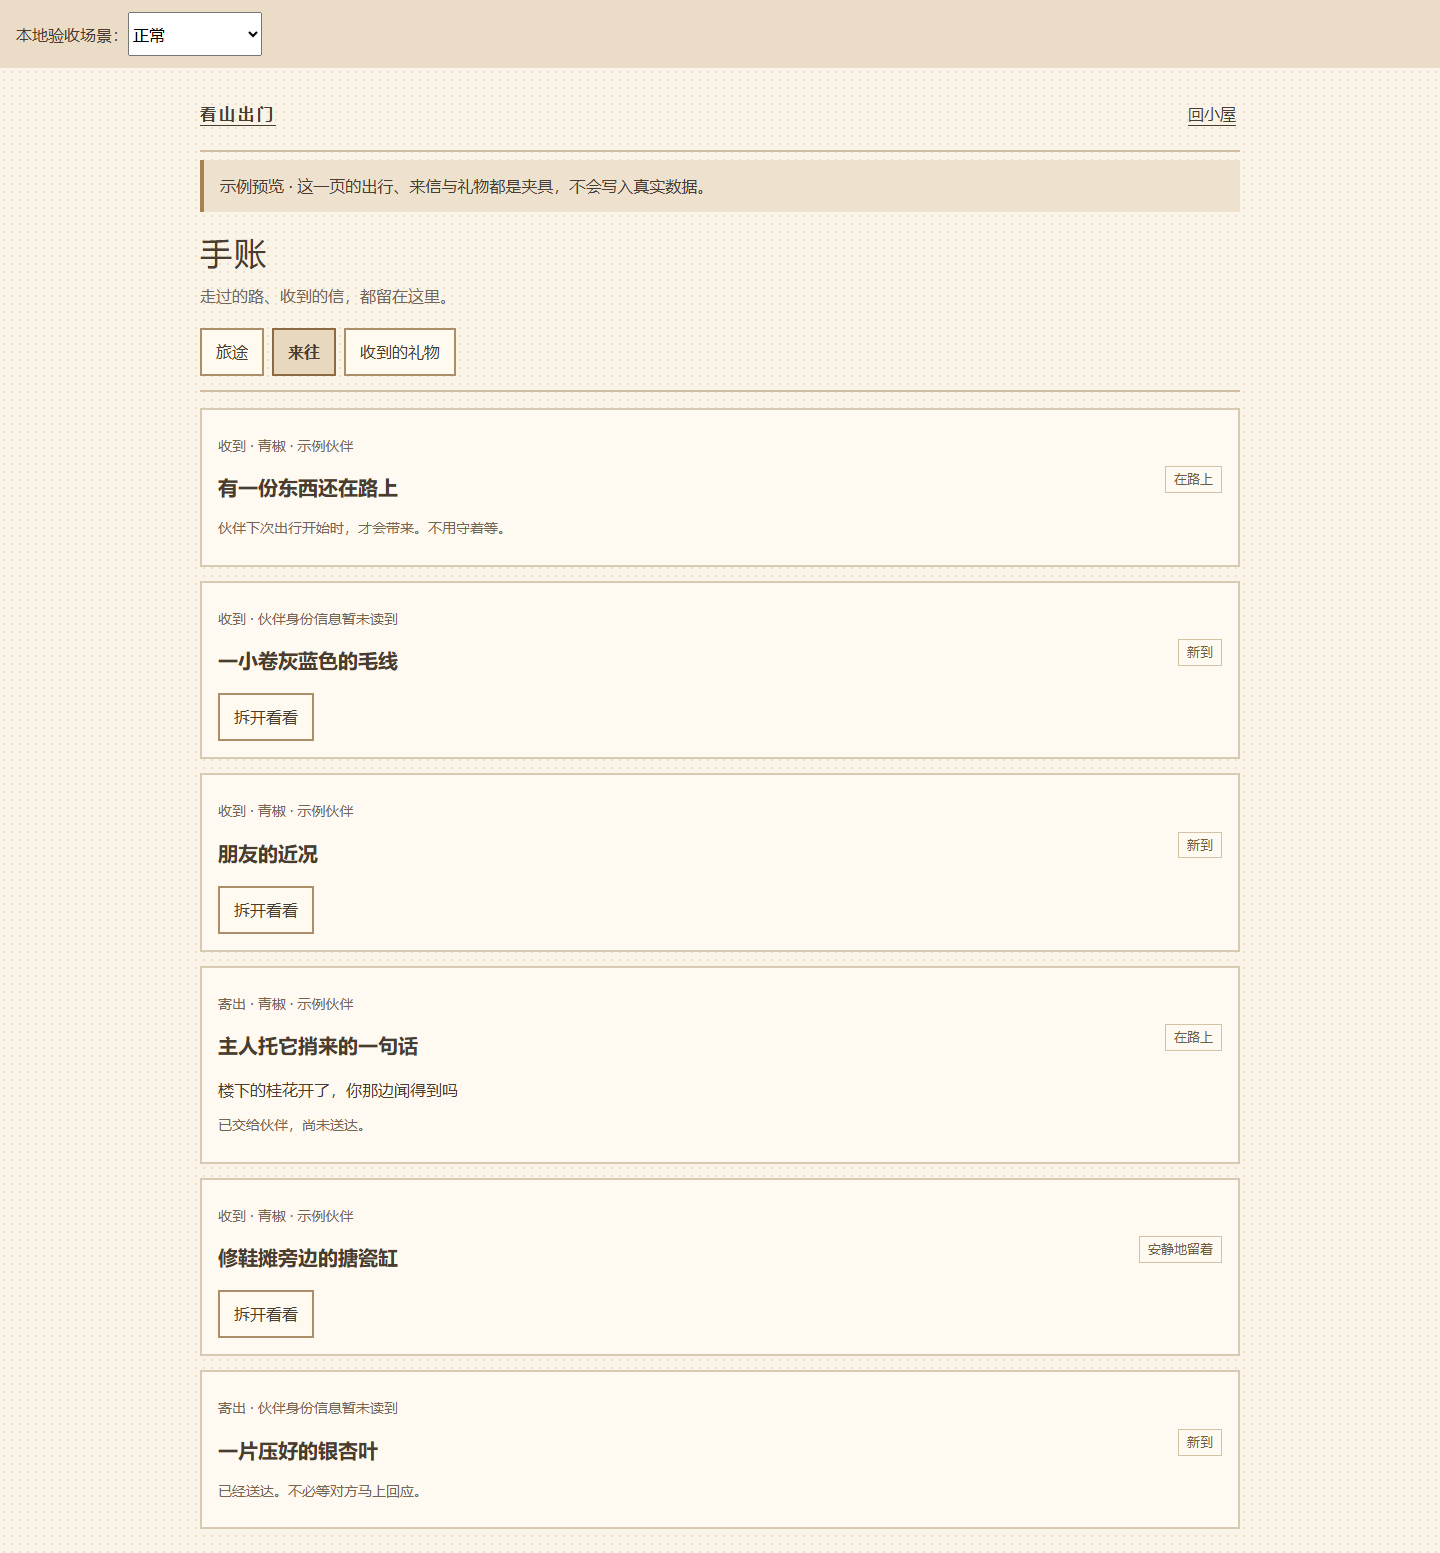 本地验收场景： 正常
看山出门
回小屋
示例预览 · 这一页的出行、来信与礼物都是夹具，不会写入真实数据。
手账
走过的路、收到的信，都留在这里。
旅途
来往
收到的礼物
收到 · 青椒 · 示例伙伴
有一份东西还在路上
在路上
伙伴下次出行开始时，才会带来。不用守着等。
收到 · 伙伴身份信息暂未读到
一小卷灰蓝色的毛线
新到
拆开看看
收到 · 青椒 · 示例伙伴
朋友的近况
新到
拆开看看
寄出 · 青椒 · 示例伙伴
主人托它捎来的一句话
在路上
楼下的桂花开了，你那边闻得到吗
已交给伙伴，尚未送达。
收到 · 青椒 · 示例伙伴
修鞋摊旁边的搪瓷缸
安静地留着
拆开看看
寄出 · 伙伴身份信息暂未读到
一片压好的银杏叶
新到
已经送达。不必等对方马上回应。